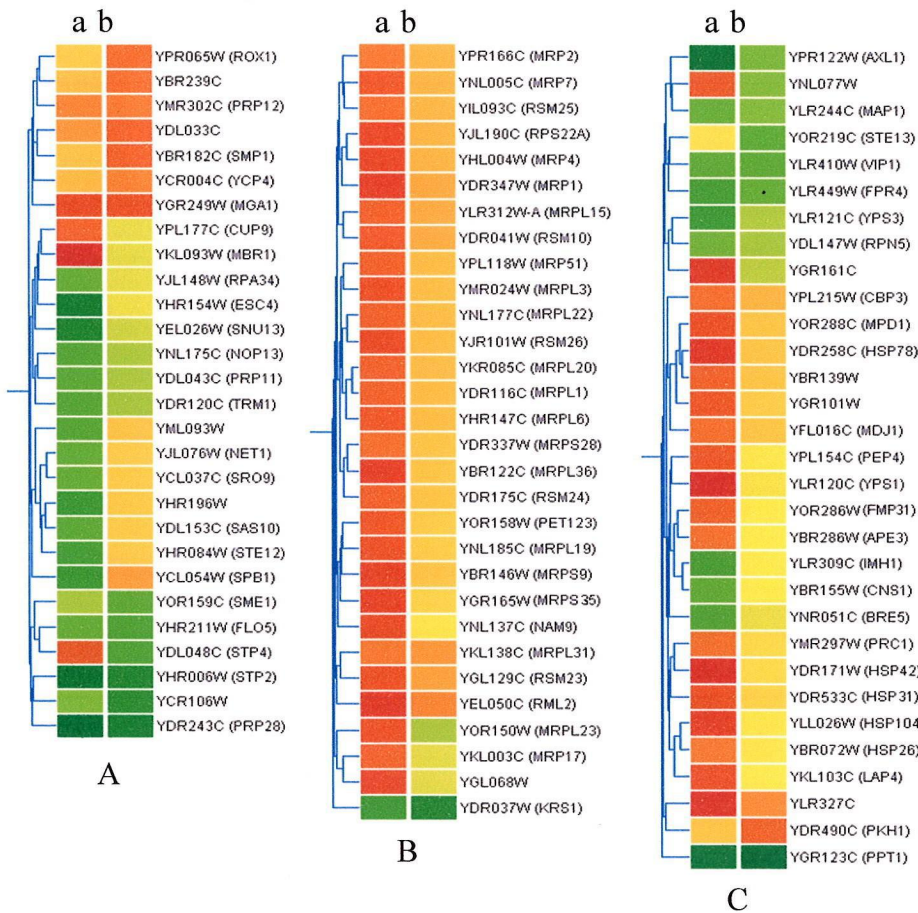 a b
YPR065W (ROX1)
YBR239C
YMR302C (PRP12)
YDL033C
YBR182C (SMP1)
YCR004C (YCP4)
YGR249W (MGA1)
YPL177C (CUP9)
YKL093W (MBR1)
YJL148W (RPA34)
YHR154W (ESC4)
YEL026W (SNU13)
YNL175C (NOP13)
YDL043C (PRP11)
YDR120C (TRM1)
YML093W
YJL076W (NET1)
YCL037C (SRO9)
YHR196W
YDL153C (SAS10)
YHR084W (STE12)
YCL054W (SPB1)
YOR159C (SME1)
YHR211W (FLO5)
YDL048C (STP4)
YHR006W (STP2)
YCR106W
YDR243C (PRP28)
A
a b
YPR166C (MRP2)
YNL005C (MRP7)
YIL093C (RSM25)
YJL190C (RPS22A)
YHL004W (MRP4)
YDR347W (MRP1)
YLR312W-A (MRPL15)
YDR041W (RSM10)
YPL118W (MRP51)
YMR024W (MRPL3)
YNL177C (MRPL22)
YJR101W (RSM26)
YKR085C (MRPL20)
YDR116C (MRPL1)
YHR147C (MRPL6)
YDR337W (MRPS28)
YBR122C (MRPL36)
YDR175C (RSM24)
YOR158W (PET123)
YNL185C (MRPL19)
YBR146W (MRPS9)
YGR165W (MRPS35)
YNL137C (NAM9)
YKL138C (MRPL31)
YGL129C (RSM23)
YEL050C (RML2)
YOR150W (MRPL23)
YKL003C (MRP17)
YGL068W
YDR037W (KRS1)
B
a b
YPR122W (AXL1)
YNL077W
YLR244C (MAP1)
YOR219C (STE13)
YLR410W (VIP1)
YLR449W (FPR4)
YLR121C (YPS3)
YDL147W (RPN5)
YGR161C
YPL215W (CBP3)
YOR288C (MPD1)
YDR258C (HSP78)
YBR139W
YGR101W
YFL016C (MDJ1)
YPL154C (PEP4)
YLR120C (YPS1)
YOR286W (FMP31)
YBR286W (APE3)
YLR309C (IMH1)
YBR155W (CNS1)
YNR051C (BRE5)
YMR297W (PRC1)
YDR171W (HSP42)
YDR533C (HSP31)
YLL026W (HSP104
YBR072W (HSP26)
YKL103C (LAP4)
YLR327C
YDR490C (PKH1)
YGR123C (PPT1)
C